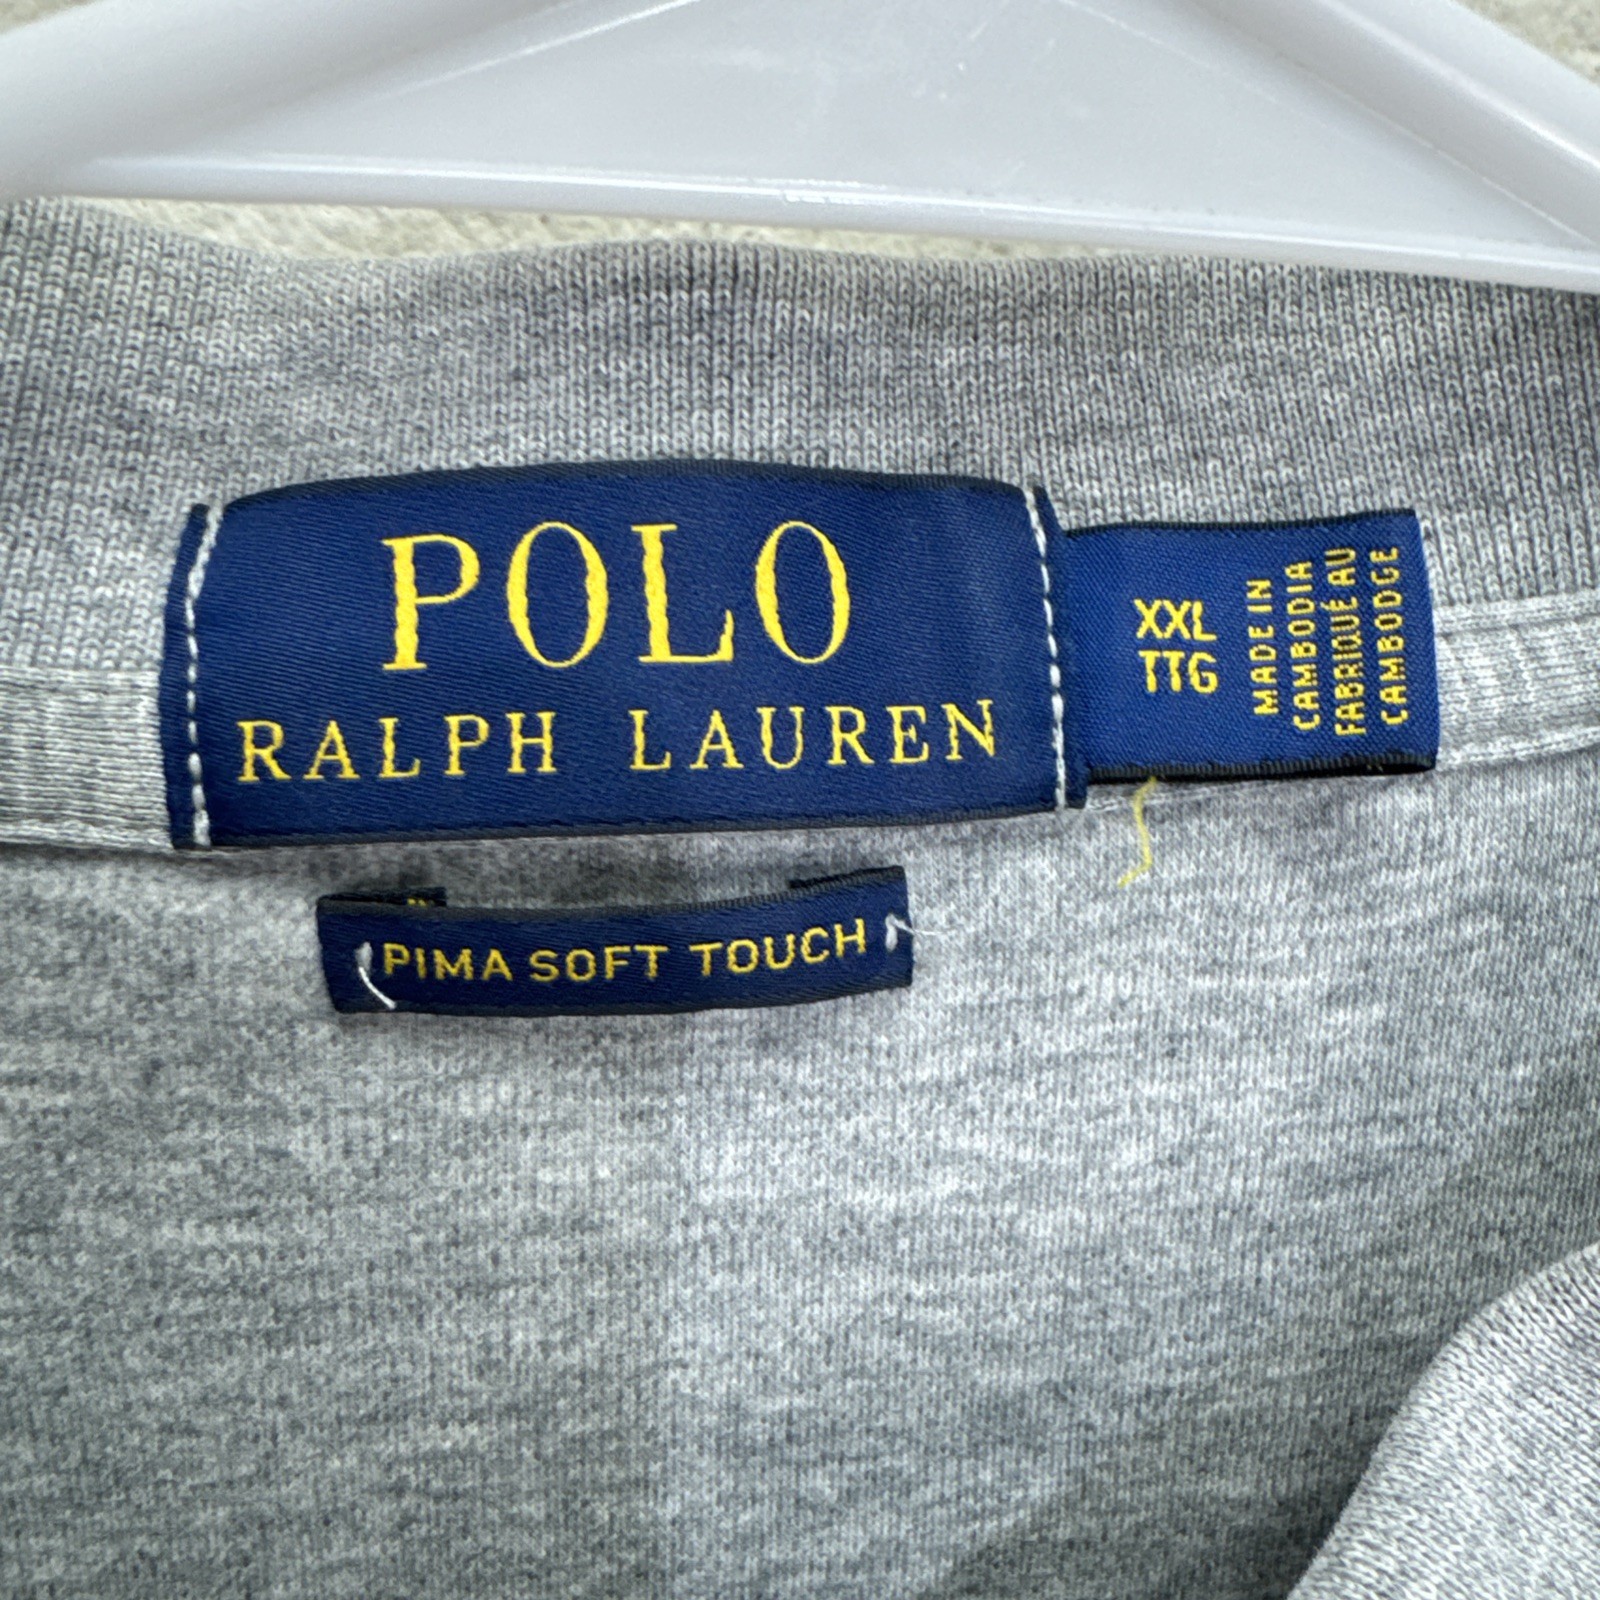 POLO
RALPH LAUREN
XXL
TTG
MADE IN
CAMBODIA
FABRIQUÉ AU
CAMBODGE
PIMA SOFT TOUCH